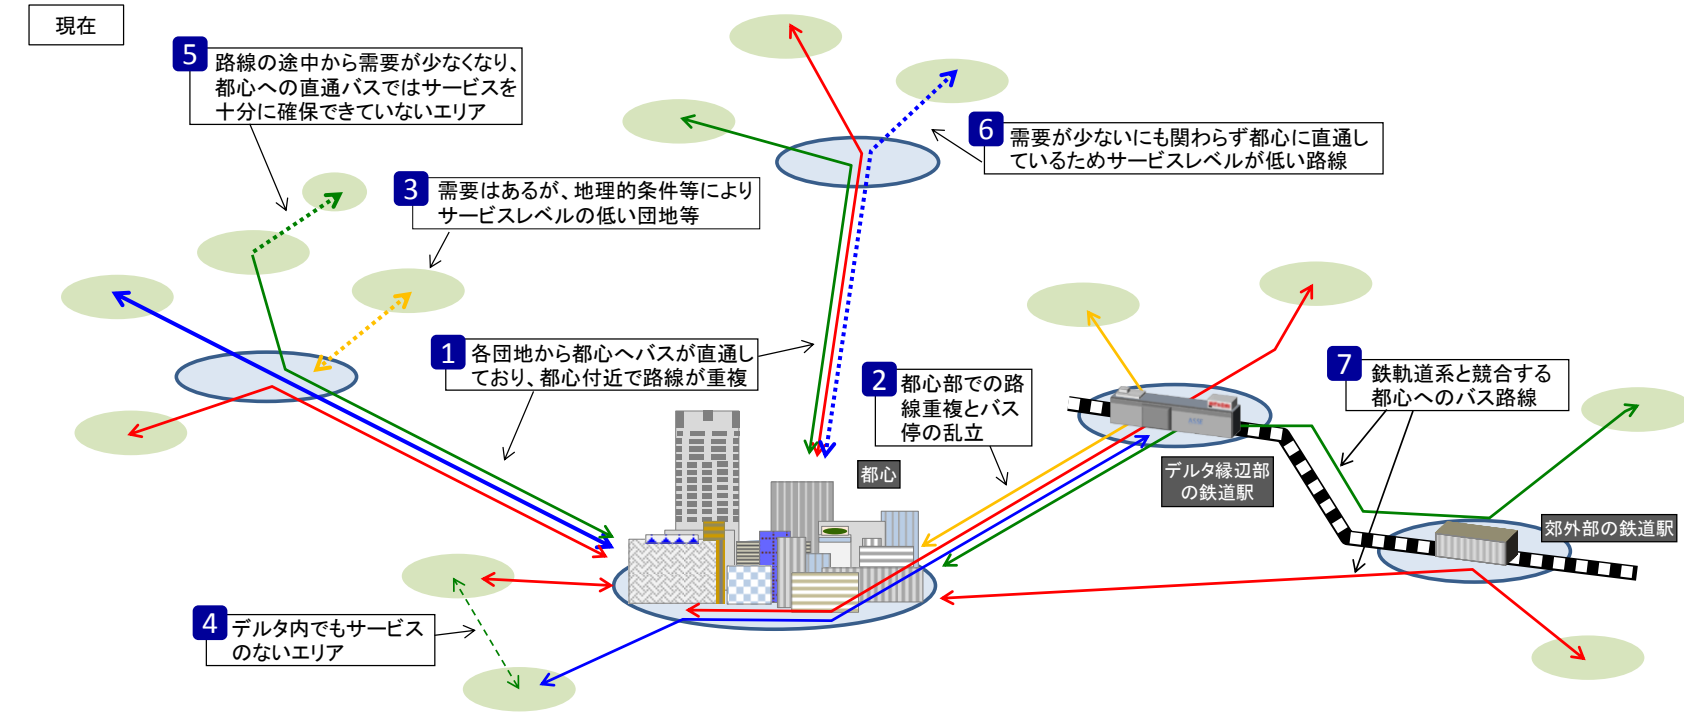 現在
5
路線の途中から需要が少なくなり、
都心への直通バスではサービスを
十分に確保できていないエリア
6
需要が少ないにも関わらず都心に直通し
ているためサービスレベルが低い路線
3
需要はあるが、地理的条件等により
サービスレベルの低い団地等
1
各団地から都心へバスが直通し
ており、都心付近で路線が重複
2
都心部での路
線重複とバス
停の乱立
7
鉄軌道系と競合する
都心へのバス路線
都心
デルタ縁辺部
の鉄道駅
郊外部の鉄道駅
4
デルタ内でもサービス
のないエリア